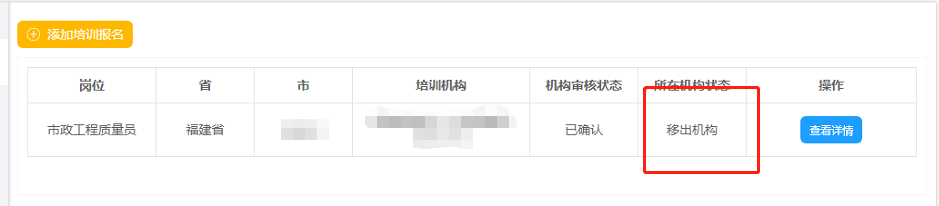 添加培训报名
岗位 省 市 培训机构 机构审核状态 所在机构状态 操作
市政工程质量员 福建省 已确认 移出机构 查看详情